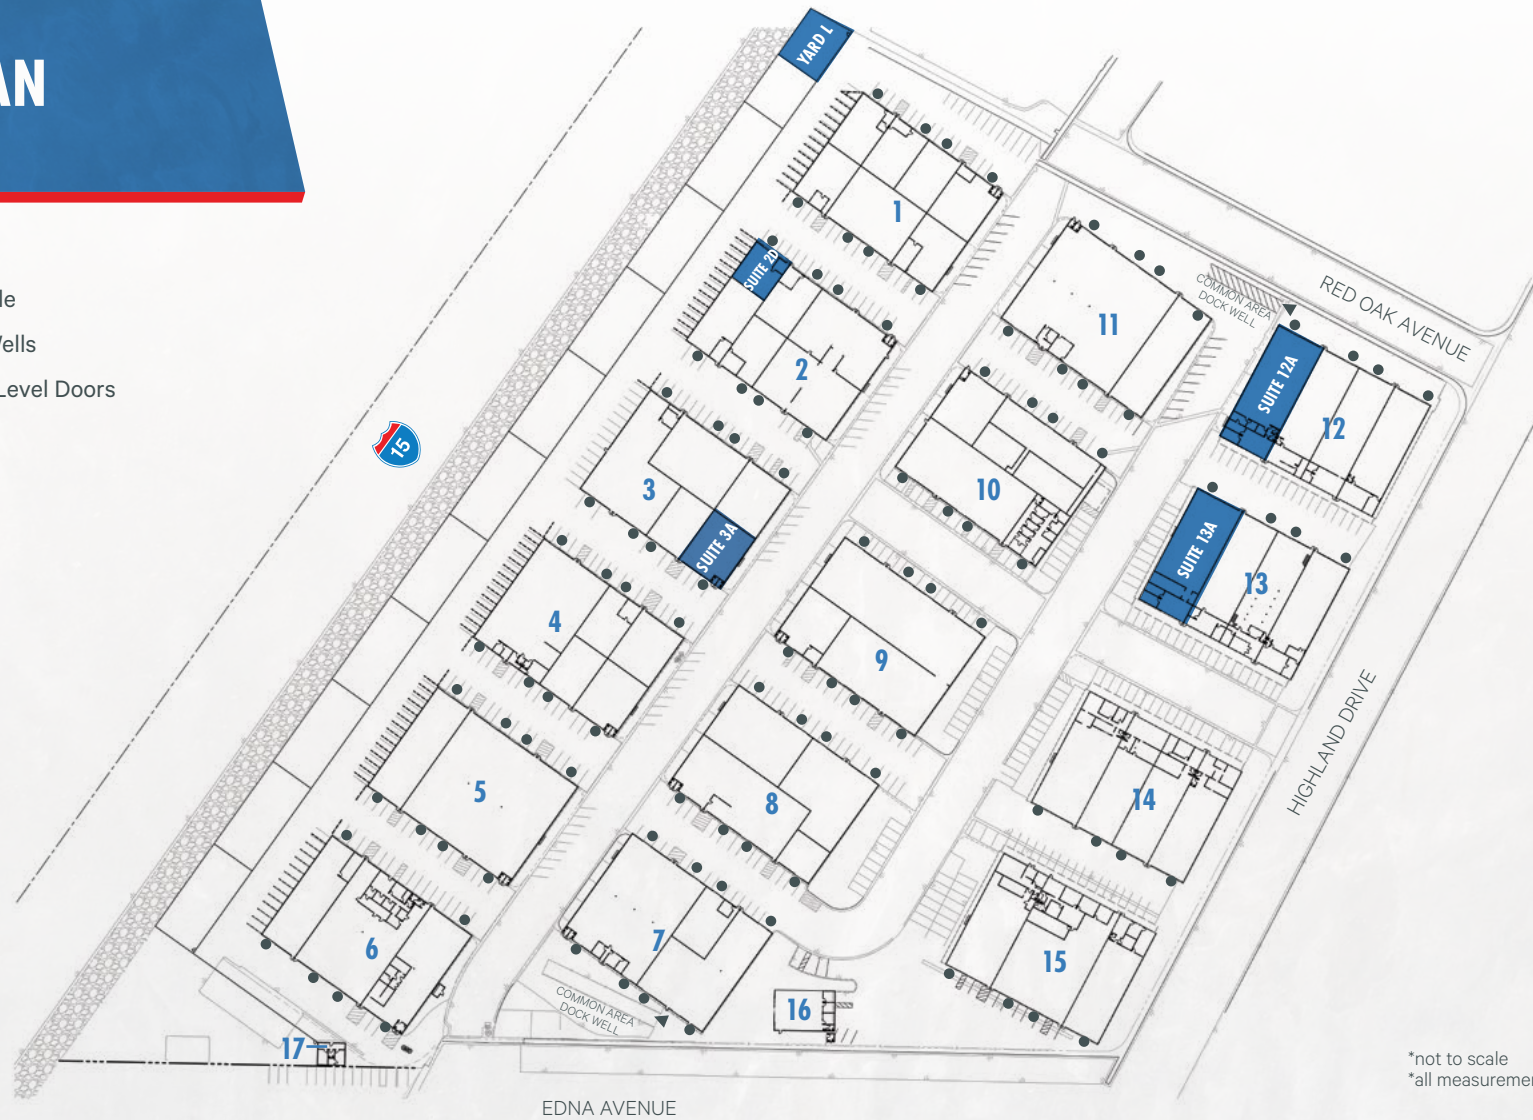 AN
le
Wells
Level Doors
YARD L
1
SUITE 2D
2
3
SUITE 3A
4
5
6
7
8
9
10
11
12
SUITE 12A
13
SUITE 13A
14
15
16
17
15
COMMON AREA
DOCK WELL
RED OAK AVENUE
HIGHLAND DRIVE
COMMON AREA
DOCK WELL
EDNA AVENUE
*not to scale
*all measureme